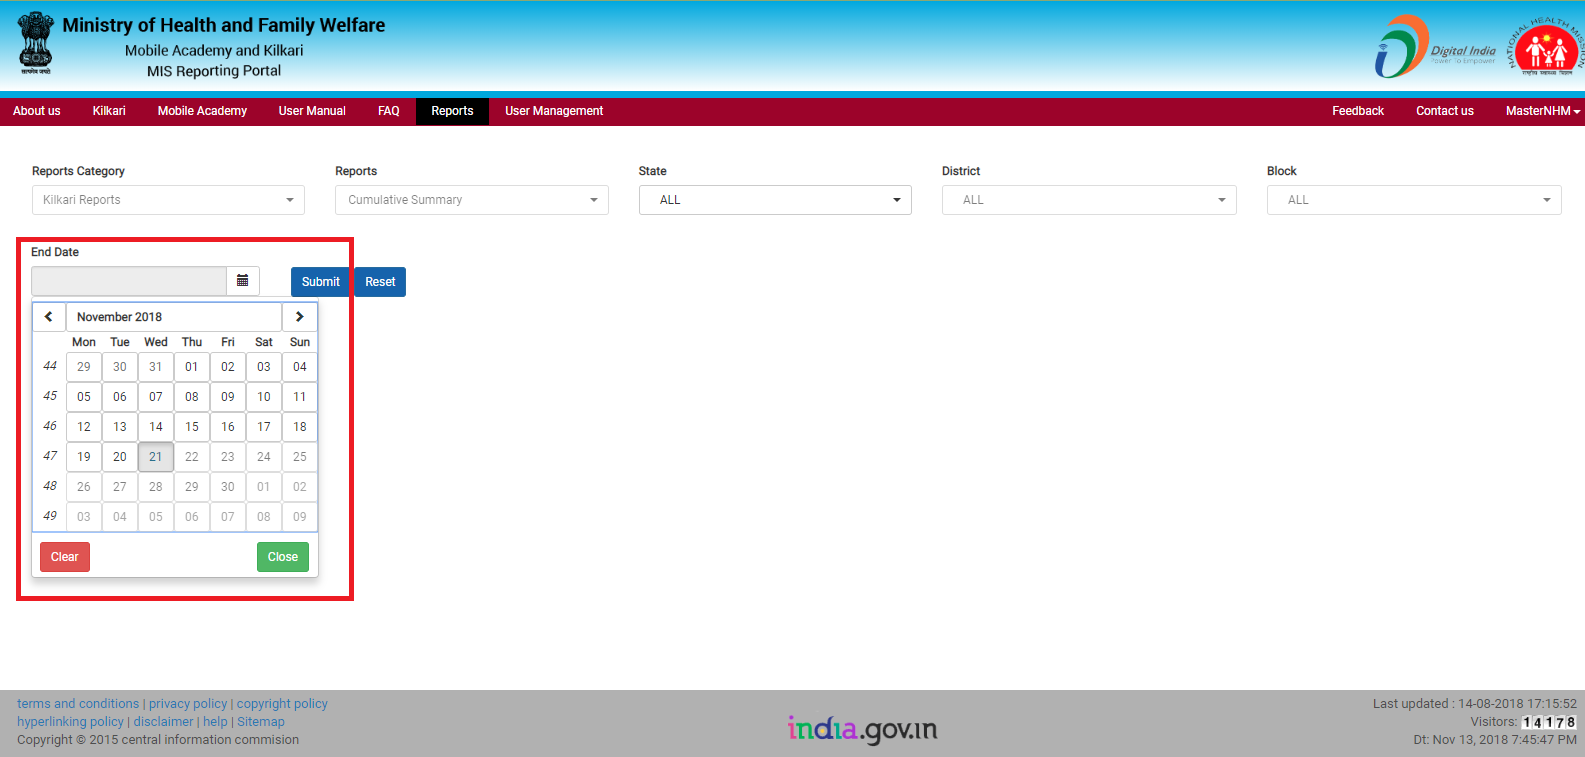 Ministry of Health and Family Welfare
Mobile Academy and Kilkari
MIS Reporting Portal
सत्यमेव जयते
Digital India
Power To Empower
NATIONAL HEALTH MISSION
About us Kilkari Mobile Academy User Manual FAQ Reports User Management Feedback Contact us MasterNHM
Reports Category Reports State District Block
Kilkari Reports Cumulative Summary ALL ALL ALL
End Date
Submit Reset
November 2018
Mon Tue Wed Thu Fri Sat Sun
44 29 30 31 01 02 03 04
45 05 06 07 08 09 10 11
46 12 13 14 15 16 17 18
47 19 20 21 22 23 24 25
48 26 27 28 29 30 01 02
49 03 04 05 06 07 08 09
Clear Close
terms and conditions | privacy policy | copyright policy
hyperlinking policy | disclaimer | help | Sitemap
Copyright © 2015 central information commision
india.gov.in
Last updated : 14-08-2018 17:15:52
Visitors: 14178
Dt: Nov 13, 2018 7:45:47 PM